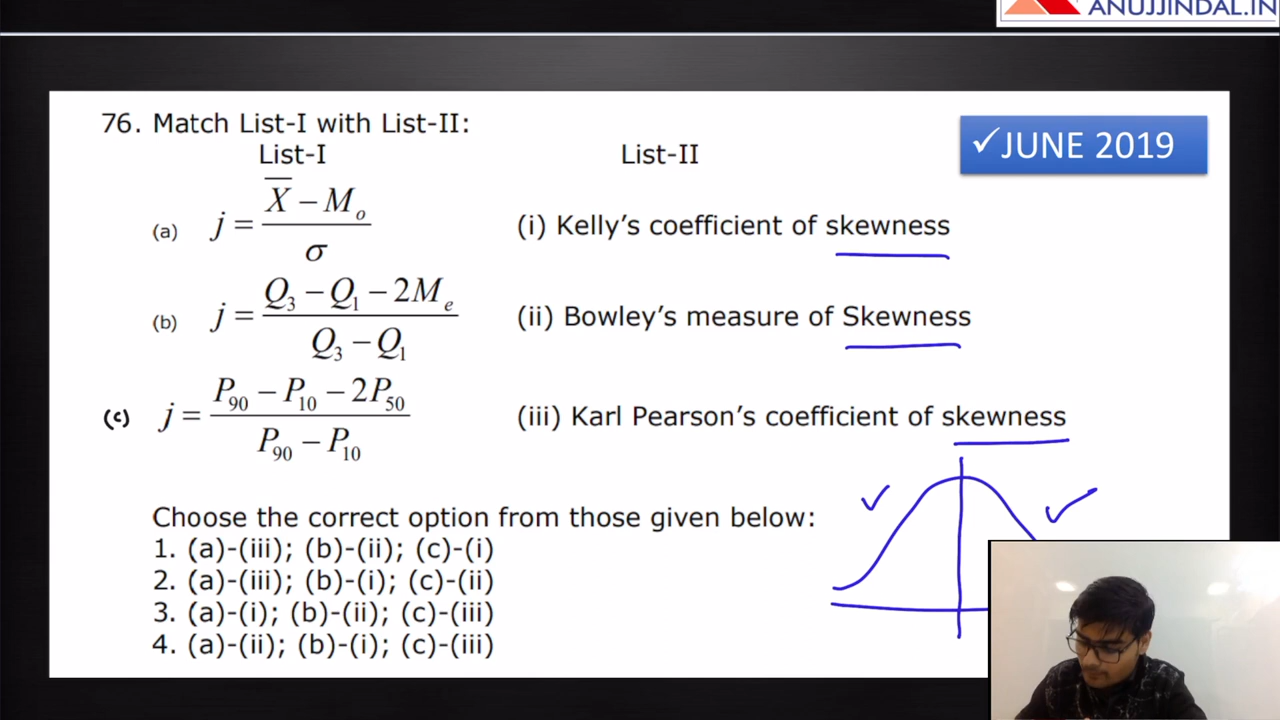 ANUJJINDAL.IN
76. Match List-I with List-II:
✓JUNE 2019
List-I List-II
(a) j = (X̄ − Mₒ) / σ (i) Kelly's coefficient of skewness
(b) j = (Q₃ − Q₁ − 2Mₑ) / (Q₃ − Q₁) (ii) Bowley's measure of Skewness
(c) j = (P₉₀ − P₁₀ − 2P₅₀) / (P₉₀ − P₁₀) (iii) Karl Pearson's coefficient of skewness
Choose the correct option from those given below:
1. (a)-(iii); (b)-(ii); (c)-(i)
2. (a)-(iii); (b)-(i); (c)-(ii)
3. (a)-(i); (b)-(ii); (c)-(iii)
4. (a)-(ii); (b)-(i); (c)-(iii)